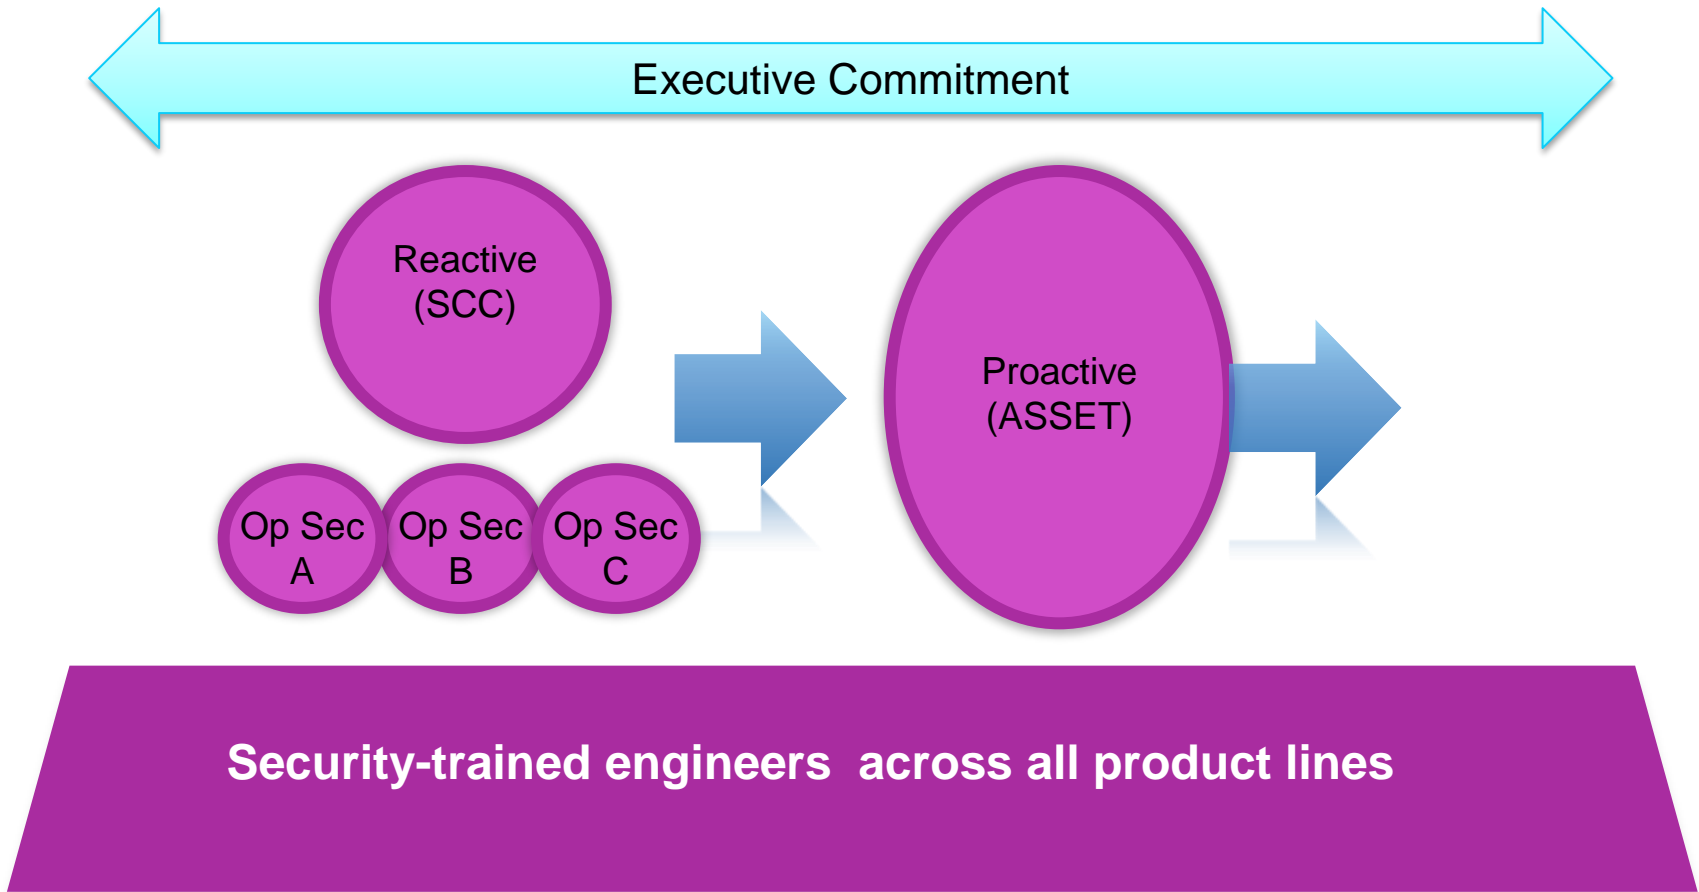 Executive Commitment
Reactive
(SCC)
Proactive
(ASSET)
Op Sec
A
Op Sec
B
Op Sec
C
Security-trained engineers  across all product lines